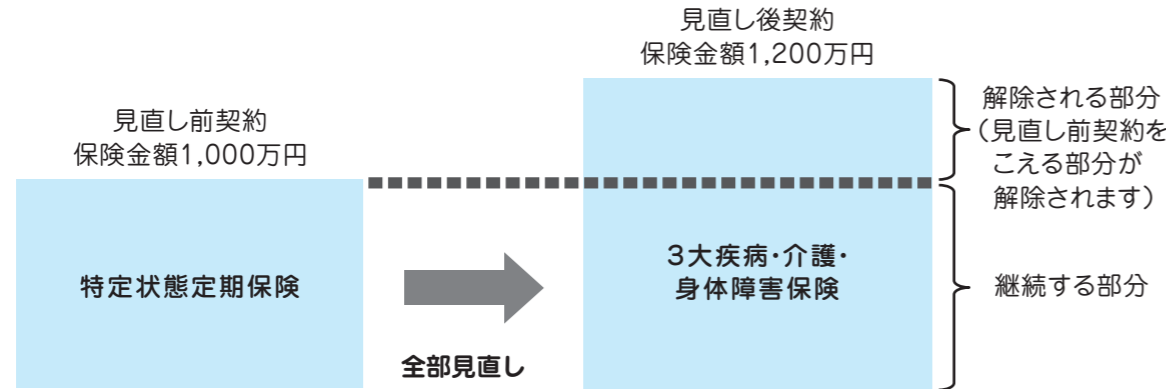 見直し前契約
保険金額1,000万円
特定状態定期保険
全部見直し
見直し後契約
保険金額1,200万円
3大疾病・介護・
身体障害保険
解除される部分
(見直し前契約を
こえる部分が
解除されます)
継続する部分